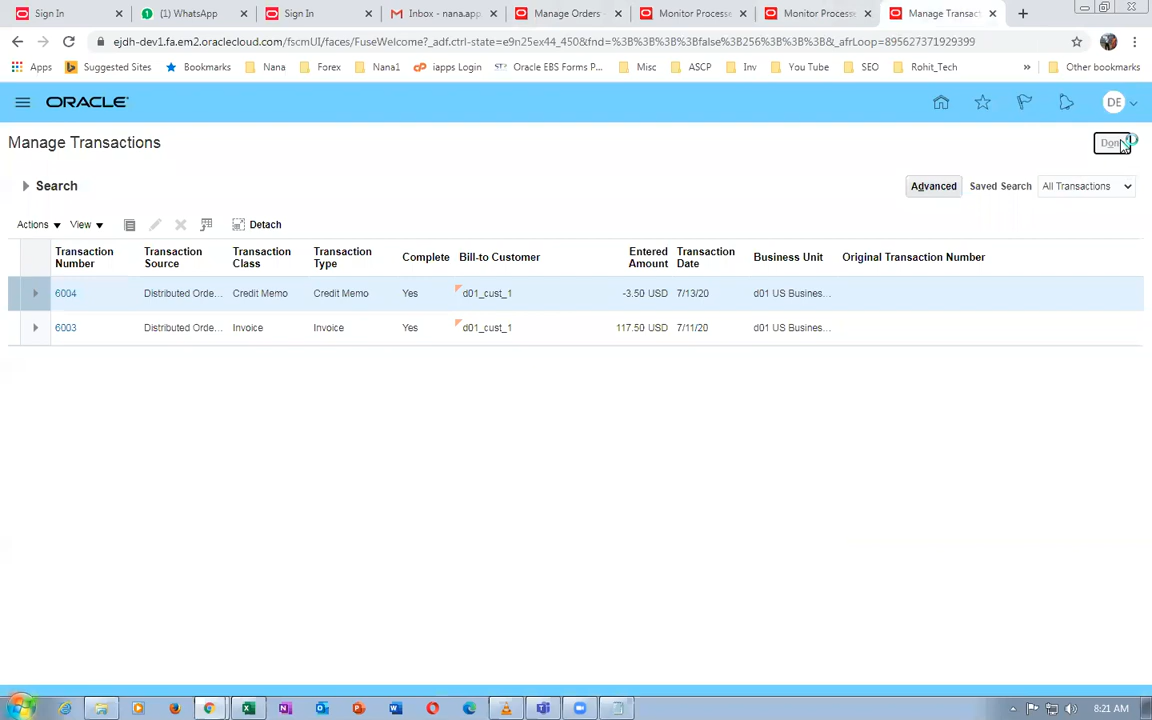 Sign In
(1) WhatsApp
Sign In
Inbox - nana.app
Manage Orders -
Monitor Processe
Monitor Processe
Manage Transact
ejdh-dev1.fa.em2.oraclecloud.com/fscmUI/faces/FuseWelcome?_adf.ctrl-state=e9n25ex44_450&fnd=%3B%3B%3B%3Bfalse%3B256%3B%3B%3B&_afrLoop=895627371929399
Apps
Suggested Sites
Bookmarks
Nana
Forex
Nana1
iapps Login
Oracle EBS Forms P...
Misc
ASCP
Inv
You Tube
SEO
Rohit_Tech
»
Other bookmarks
ORACLE
DE
Manage Transactions
Don
Search
Advanced
Saved Search
All Transactions
Actions
View
Detach
Transaction Number
Transaction Source
Transaction Class
Transaction Type
Complete
Bill-to Customer
Entered Amount
Transaction Date
Business Unit
Original Transaction Number
6004 Distributed Orde... Credit Memo Credit Memo Yes d01_cust_1 -3.50 USD 7/13/20 d01 US Busines...
6003 Distributed Orde... Invoice Invoice Yes d01_cust_1 117.50 USD 7/11/20 d01 US Busines...
8:21 AM